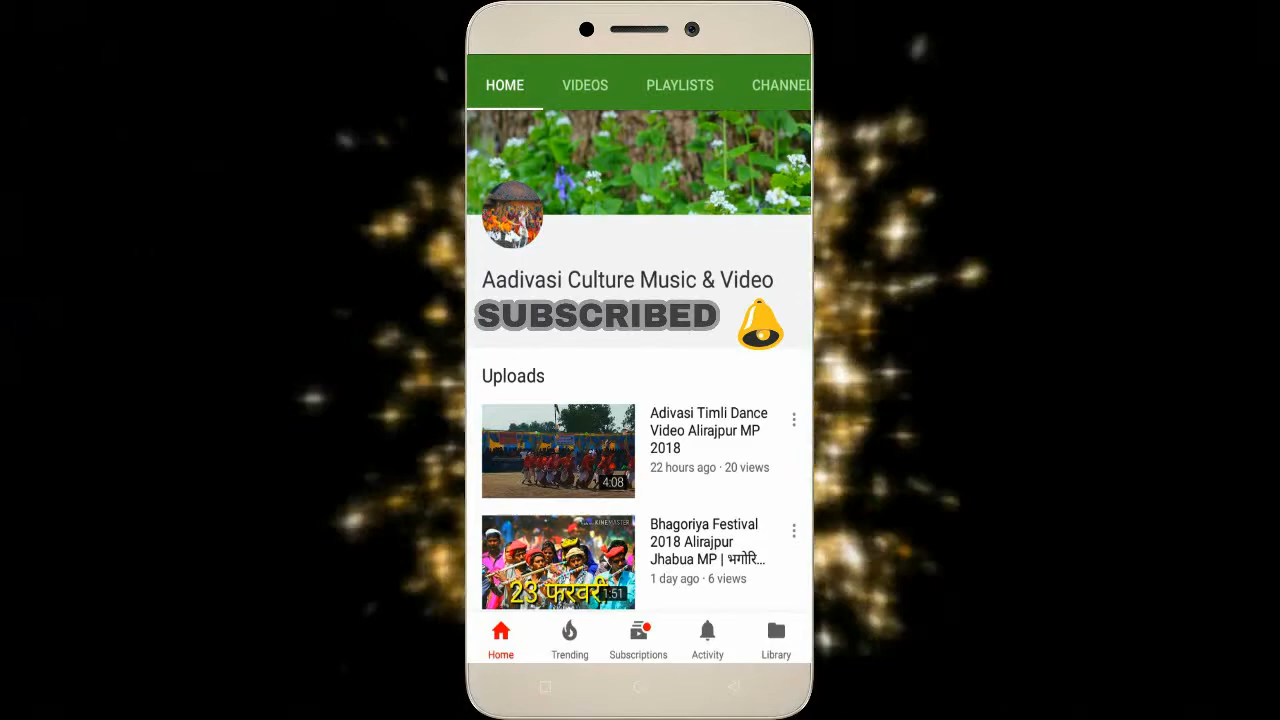 HOME VIDEOS PLAYLISTS CHANNEL
Aadivasi Culture Music & Video
SUBSCRIBED
Uploads
Adivasi Timli Dance
Video Alirajpur MP
2018
22 hours ago · 20 views
4:08
KINEMASTER
Bhagoriya Festival
2018 Alirajpur
Jhabua MP | भगोरि...
1 day ago · 6 views
23 फरवरी
1:51
Home Trending Subscriptions Activity Library